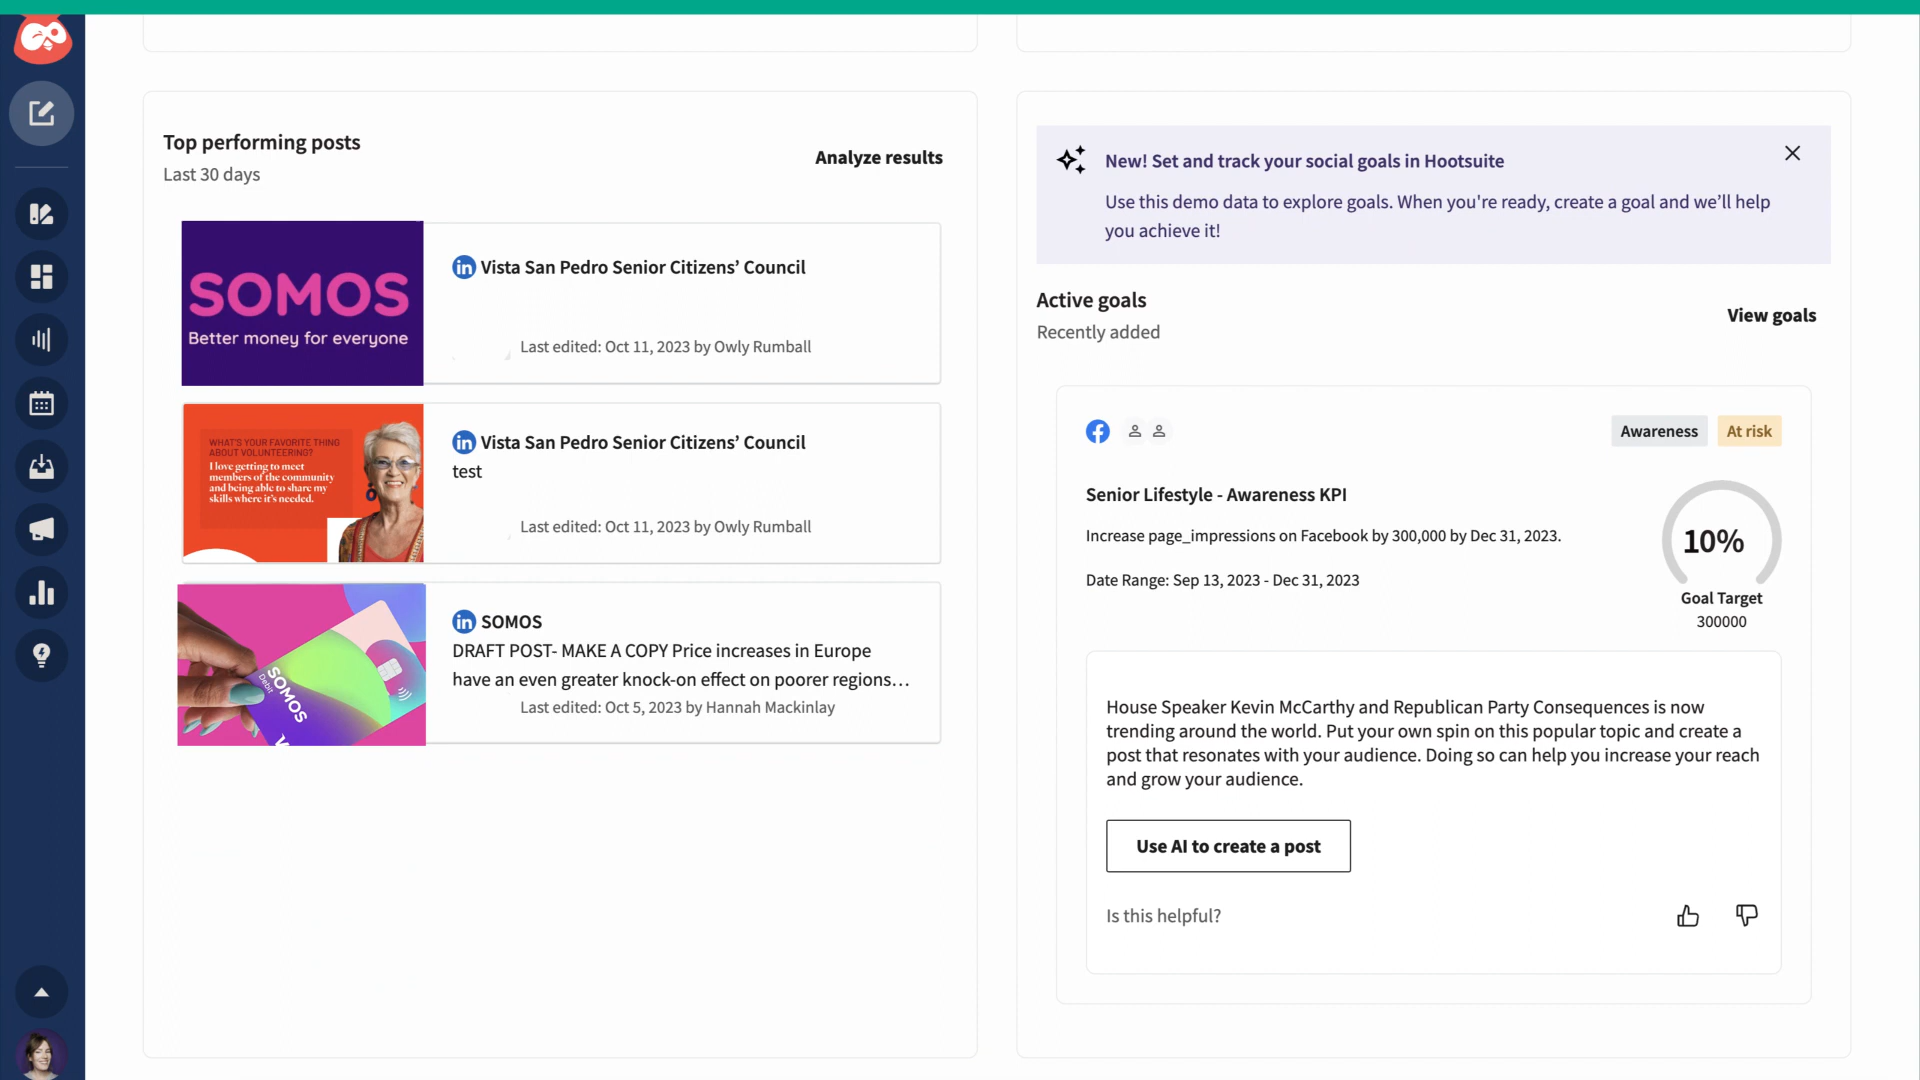 Top performing posts
Last 30 days
Analyze results
SOMOS
Better money for everyone
Vista San Pedro Senior Citizens’ Council
Last edited: Oct 11, 2023 by Owly Rumball
WHAT'S YOUR FAVORITE THING
ABOUT VOLUNTEERING?
I love getting to meet
members of the community
and being able to share my
skills where it's needed.
Vista San Pedro Senior Citizens’ Council
test
Last edited: Oct 11, 2023 by Owly Rumball
SOMOS
Debit
SOMOS
DRAFT POST- MAKE A COPY Price increases in Europe
have an even greater knock-on effect on poorer regions…
Last edited: Oct 5, 2023 by Hannah Mackinlay
New! Set and track your social goals in Hootsuite
Use this demo data to explore goals. When you're ready, create a goal and we’ll help
you achieve it!
Active goals
Recently added
View goals
Awareness
At risk
Senior Lifestyle - Awareness KPI
Increase page_impressions on Facebook by 300,000 by Dec 31, 2023.
Date Range: Sep 13, 2023 - Dec 31, 2023
10%
Goal Target
300000
House Speaker Kevin McCarthy and Republican Party Consequences is now
trending around the world. Put your own spin on this popular topic and create a
post that resonates with your audience. Doing so can help you increase your reach
and grow your audience.
Use AI to create a post
Is this helpful?